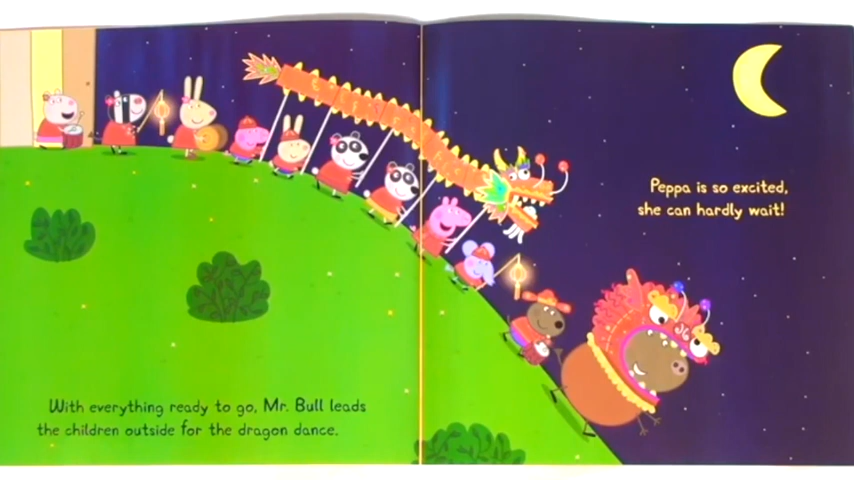 With everything ready to go, Mr. Bull leads
the children outside for the dragon dance.
Peppa is so excited,
she can hardly wait!